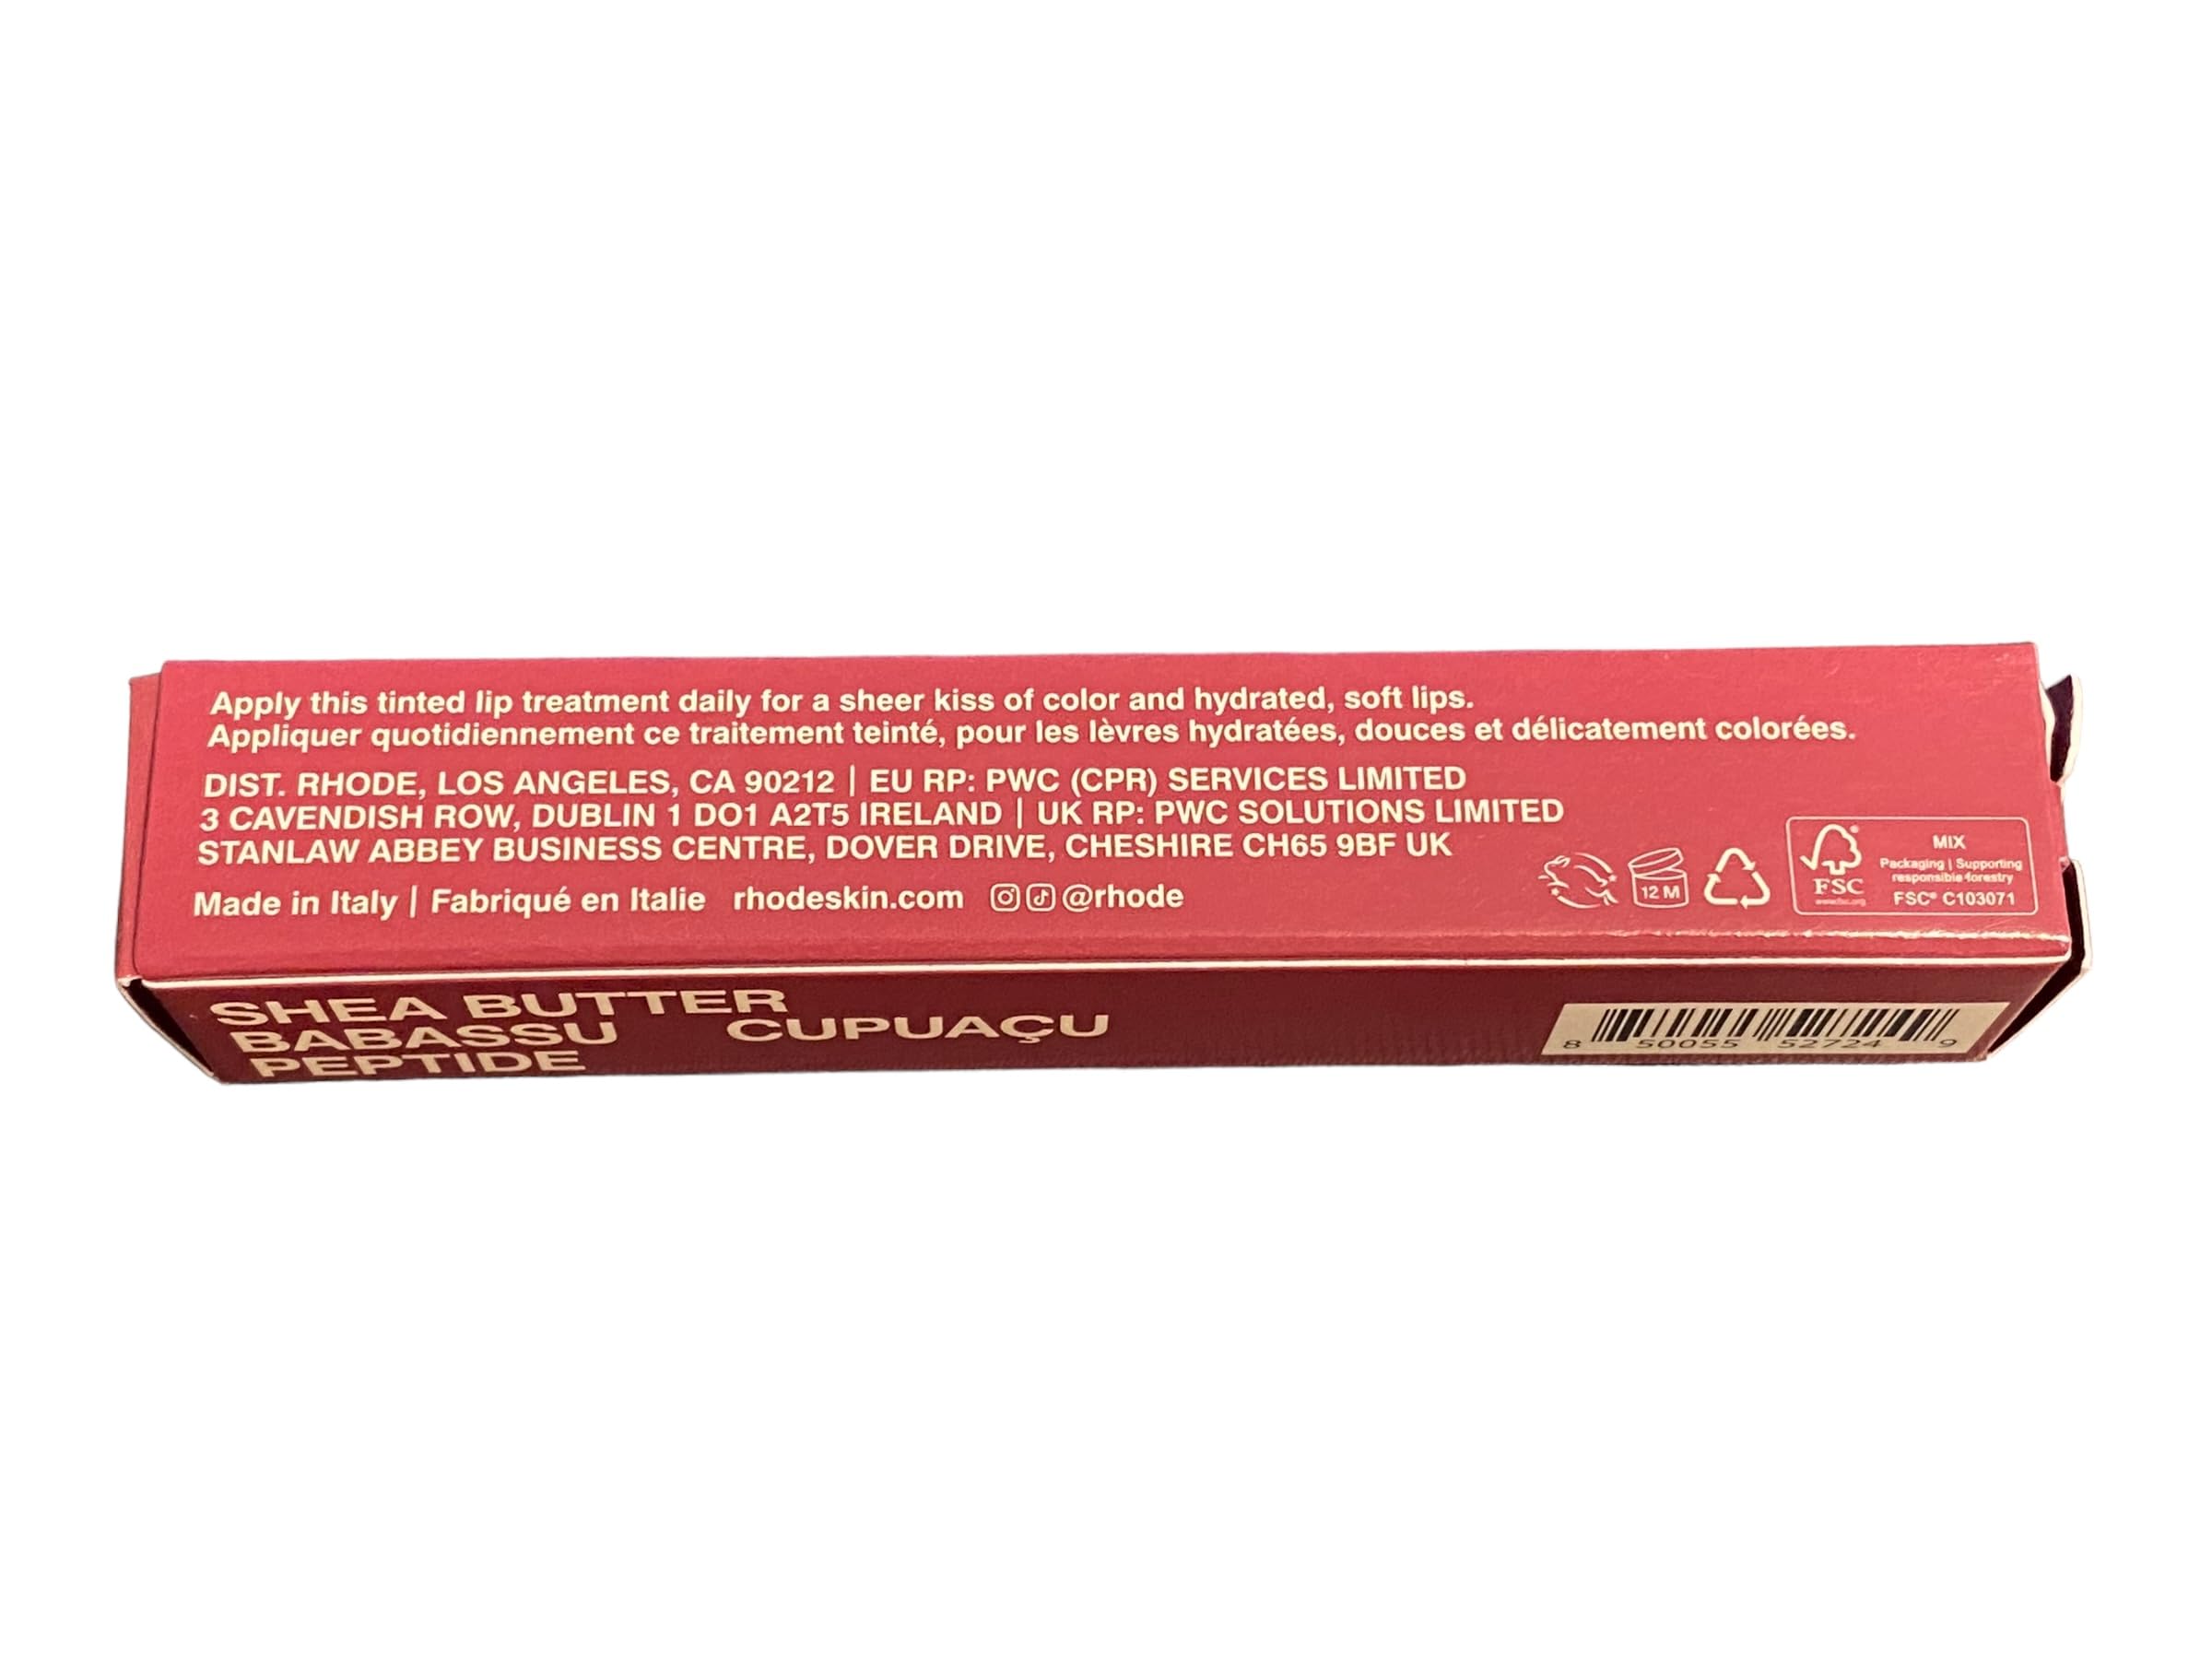 Apply this tinted lip treatment daily for a sheer kiss of color and hydrated, soft lips.
Appliquer quotidiennement ce traitement teinté, pour les lèvres hydratées, douces et délicatement colorées.
DIST. RHODE, LOS ANGELES, CA 90212 | EU RP: PWC (CPR) SERVICES LIMITED
3 CAVENDISH ROW, DUBLIN 1 DO1 A2T5 IRELAND | UK RP: PWC SOLUTIONS LIMITED
STANLAW ABBEY BUSINESS CENTRE, DOVER DRIVE, CHESHIRE CH65 9BF UK
Made in Italy | Fabriqué en Italie rhodeskin.com @rhode
12 M
FSC
www.fsc.org
MIX
Packaging | Supporting
responsible forestry
FSC® C103071
SHEA BUTTER
BABASSU CUPUAÇU
PEPTIDE
8 50055 52724 9